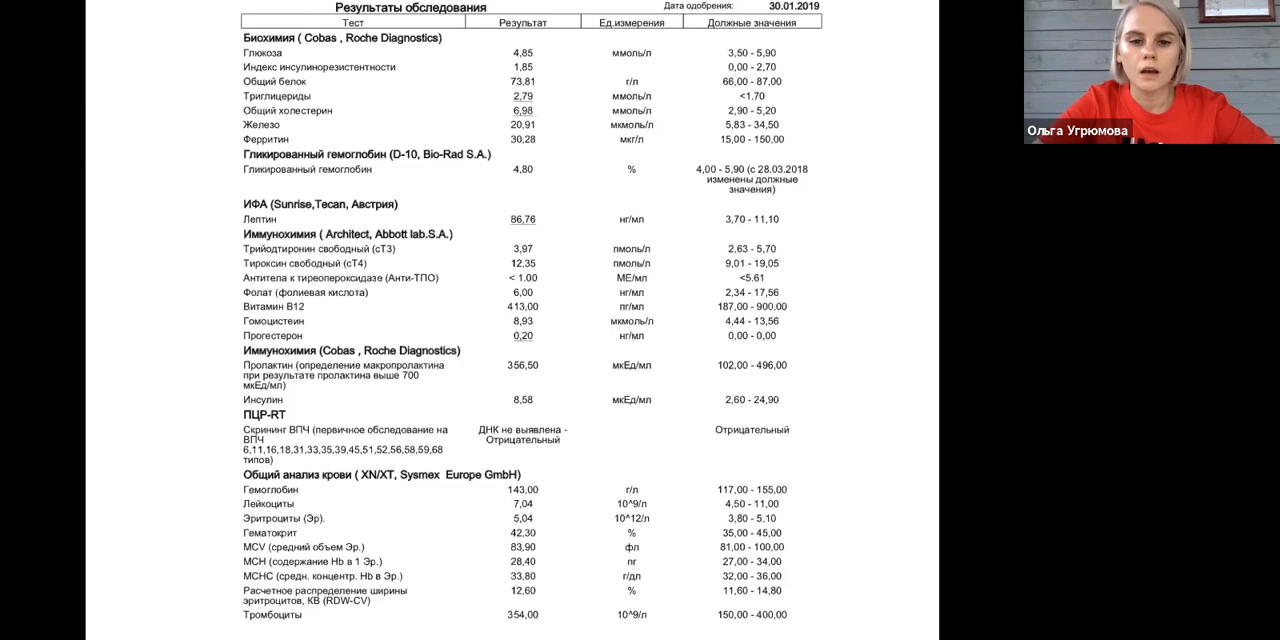 Результаты обследования
Дата одобрения: 30.01.2019
Тест Результат Ед.измерения Должные значения
Биохимия ( Cobas , Roche Diagnostics)
Глюкоза 4,85 ммоль/л 3,50 - 5,90
Индекс инсулинорезистентности 1,85 0,00 - 2,70
Общий белок 73,81 г/л 66,00 - 87,00
Триглицериды 2,79 ммоль/л <1.70
Общий холестерин 6,98 ммоль/л 2,90 - 5,20
Железо 20,91 мкмоль/л 5,83 - 34,50
Ферритин 30,28 мкг/л 15,00 - 150,00
Гликированный гемоглобин (D-10, Bio-Rad S.A.)
Гликированный гемоглобин 4,80 % 4,00 - 5,90 (с 28.03.2018
изменены должные
значения)
ИФА (Sunrise,Tecan, Австрия)
Лептин 86,76 нг/мл 3,70 - 11,10
Иммунохимия ( Architect, Abbott lab.S.A.)
Трийодтиронин свободный (сТ3) 3,97 пмоль/л 2,63 - 5,70
Тироксин свободный (сТ4) 12,35 пмоль/л 9,01 - 19,05
Антитела к тиреопероксидазе (Анти-ТПО) < 1.00 МЕ/мл <5.61
Фолат (фолиевая кислота) 6,00 нг/мл 2,34 - 17,56
Витамин B12 413,00 пг/мл 187,00 - 900,00
Гомоцистеин 8,93 мкмоль/л 4,44 - 13,56
Прогестерон 0,20 нг/мл 0,00 - 0,00
Иммунохимия (Cobas , Roche Diagnostics)
Пролактин (определение макропролактина 356,50 мкЕд/мл 102,00 - 496,00
при результате пролактина выше 700
мкЕд/мл)
Инсулин 8,58 мкЕд/мл 2,60 - 24,90
ПЦР-RT
Скрининг ВПЧ (первичное обследование на ДНК не выявлена - Отрицательный
ВПЧ Отрицательный
6,11,16,18,31,33,35,39,45,51,52,56,58,59,68
типов)
Общий анализ крови ( XN/XT, Sysmex Europe GmbH)
Гемоглобин 143,00 г/л 117,00 - 155,00
Лейкоциты 7,04 10^9/л 4,50 - 11,00
Эритроциты (Эр). 5,04 10^12/л 3,80 - 5,10
Гематокрит 42,30 % 35,00 - 45,00
MCV (средний объем Эр.) 83,90 фл 81,00 - 100,00
MCH (содержание Hb в 1 Эр.) 28,40 пг 27,00 - 34,00
MCHC (средн. концентр. Hb в Эр.) 33,80 г/дл 32,00 - 36,00
Расчетное распределение ширины 12,60 % 11,60 - 14,80
эритроцитов, КВ (RDW-CV)
Тромбоциты 354,00 10^9/л 150,00 - 400,00
Ольга Угрюмова